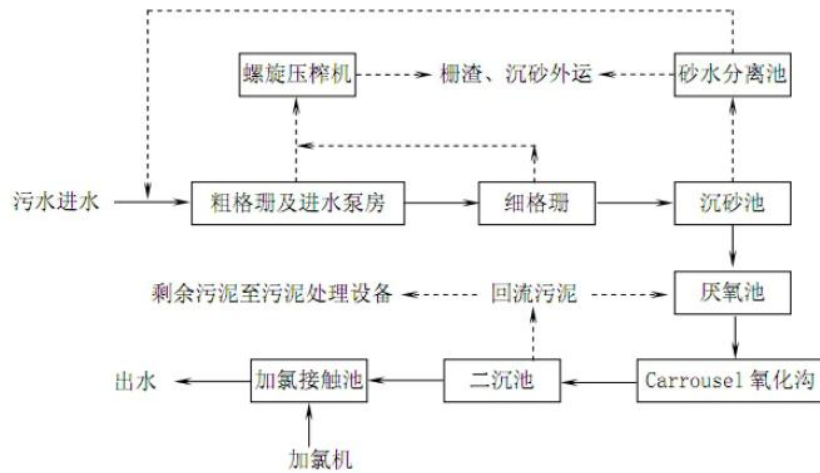 螺旋压榨机
栅渣、沉砂外运
砂水分离池
污水进水
粗格栅及进水泵房
细格栅
沉砂池
剩余污泥至污泥处理设备
回流污泥
厌氧池
出水
加氯接触池
二沉池
Carrousel 氧化沟
加氯机